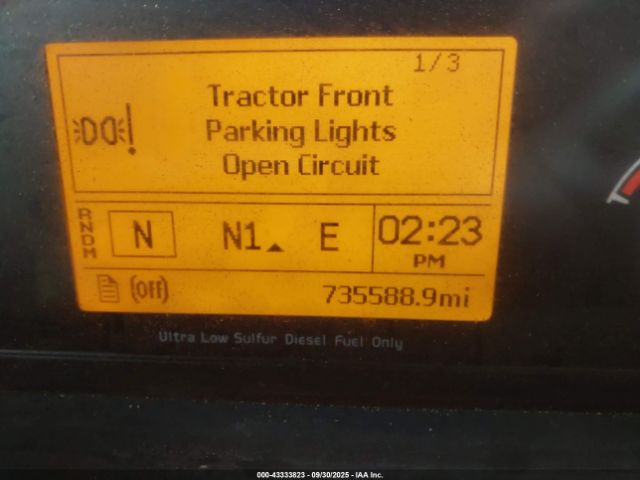 1/3
Tractor Front
Parking Lights
Open Circuit
RNDM N N1 E 02:23
PM
(OFF) 735588.9mi
Ultra Low Sulfur Diesel Fuel Only
000-43333823 - 09/30/2025 - IAA Inc.